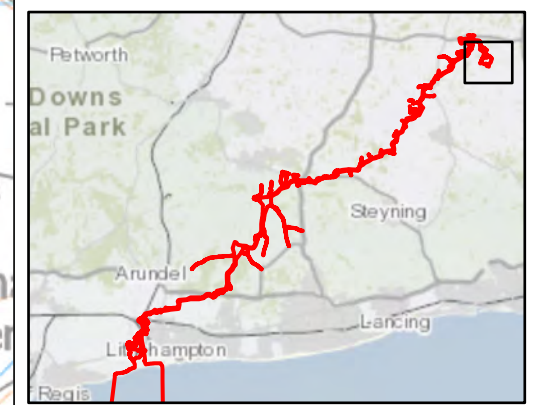 Petworth
Downs
al Park
Steyning
Arundel
Lancing
Littlehampton
f Regis